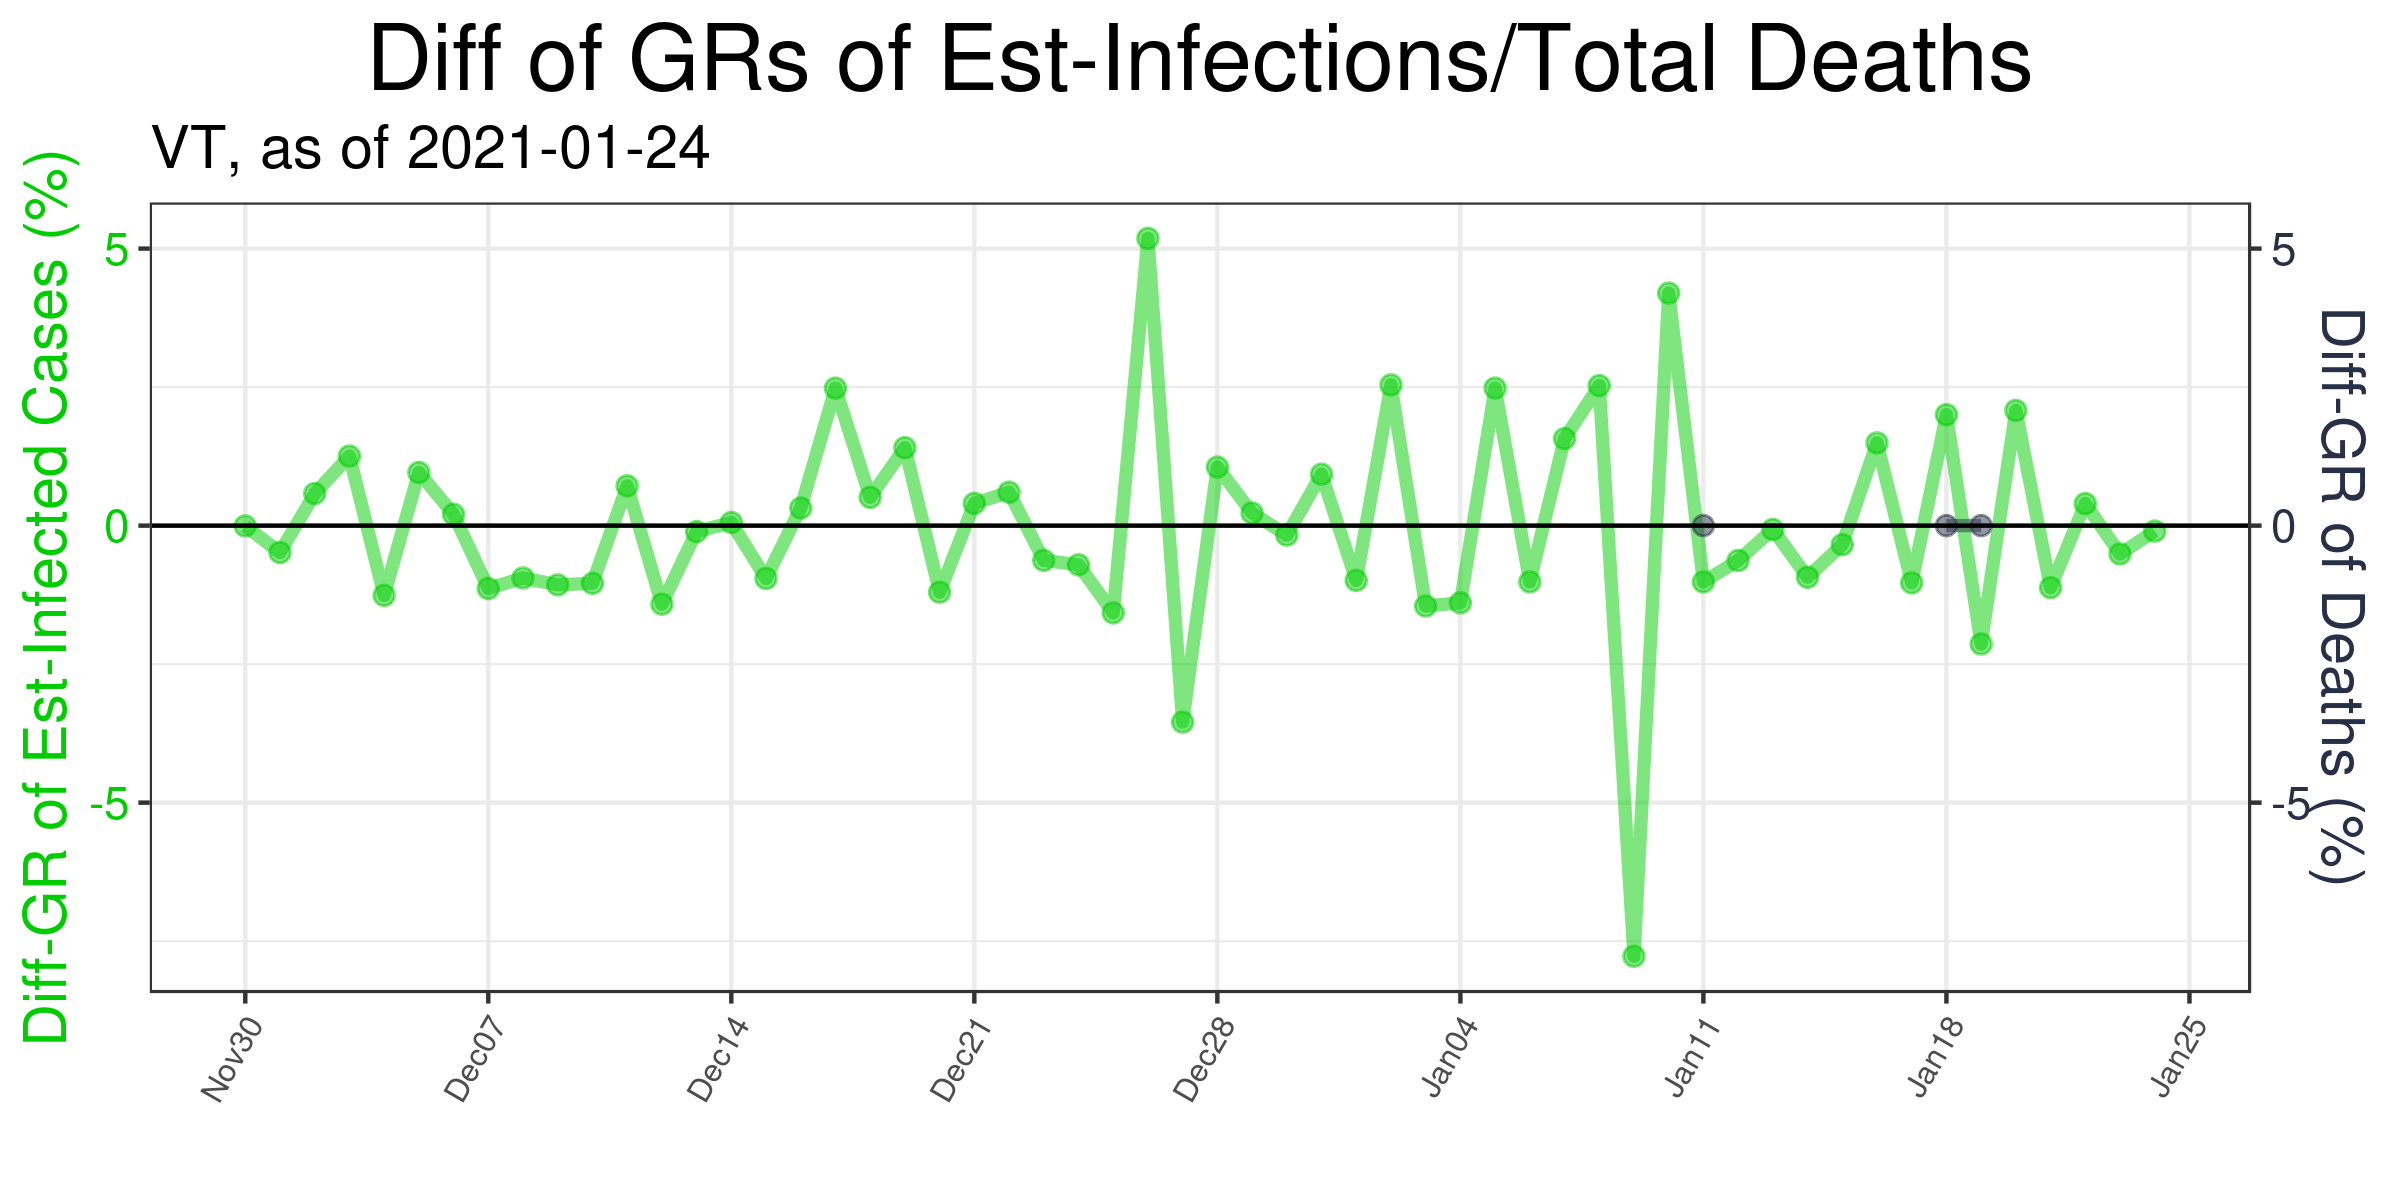 Diff of GRs of Est-Infections/Total Deaths
VT, as of 2021-01-24
Diff-GR of Est-Infected Cases (%)
5
0
-5
5
0
-5
Diff-GR of Deaths (%)
Nov30
Dec07
Dec14
Dec21
Dec28
Jan04
Jan11
Jan18
Jan25